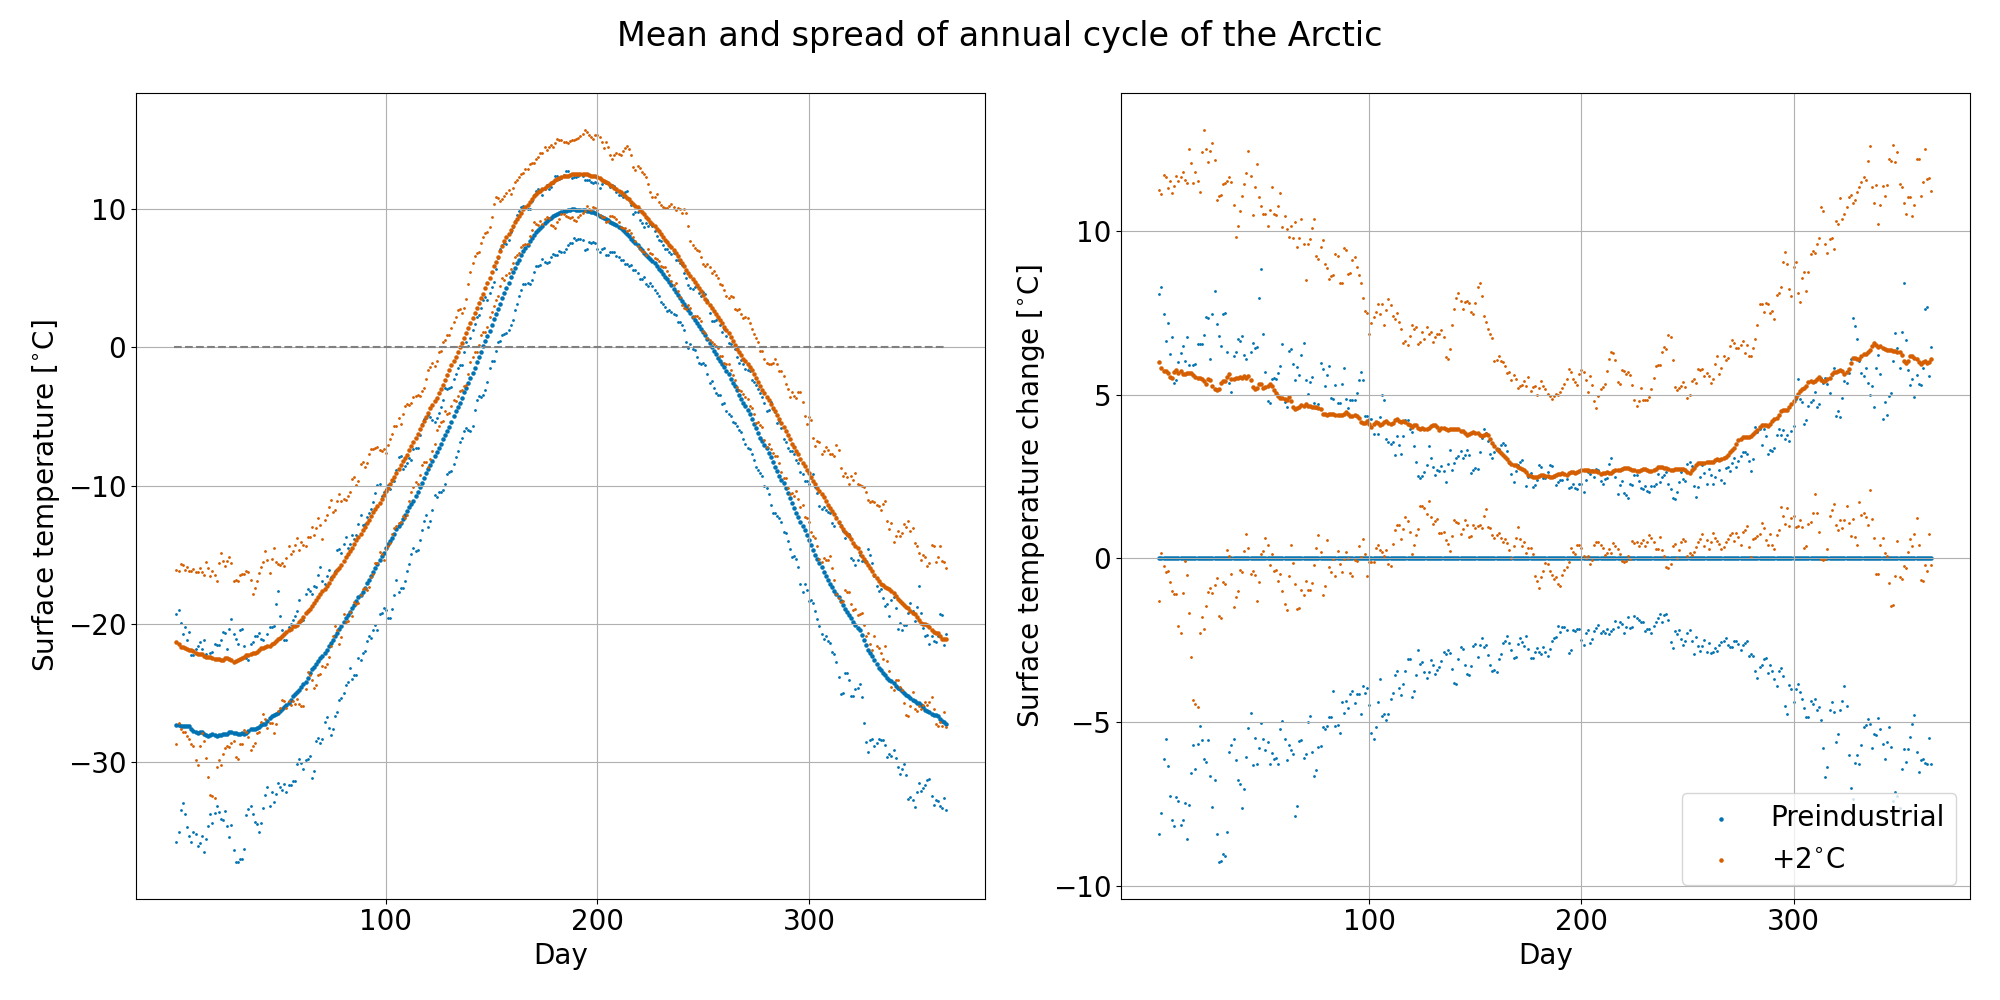 Mean and spread of annual cycle of the Arctic
Surface temperature [°C]
10
0
−10
−20
−30
100
200
300
Day
Surface temperature change [°C]
10
5
0
−5
−10
100
200
300
Day
Preindustrial
+2°C